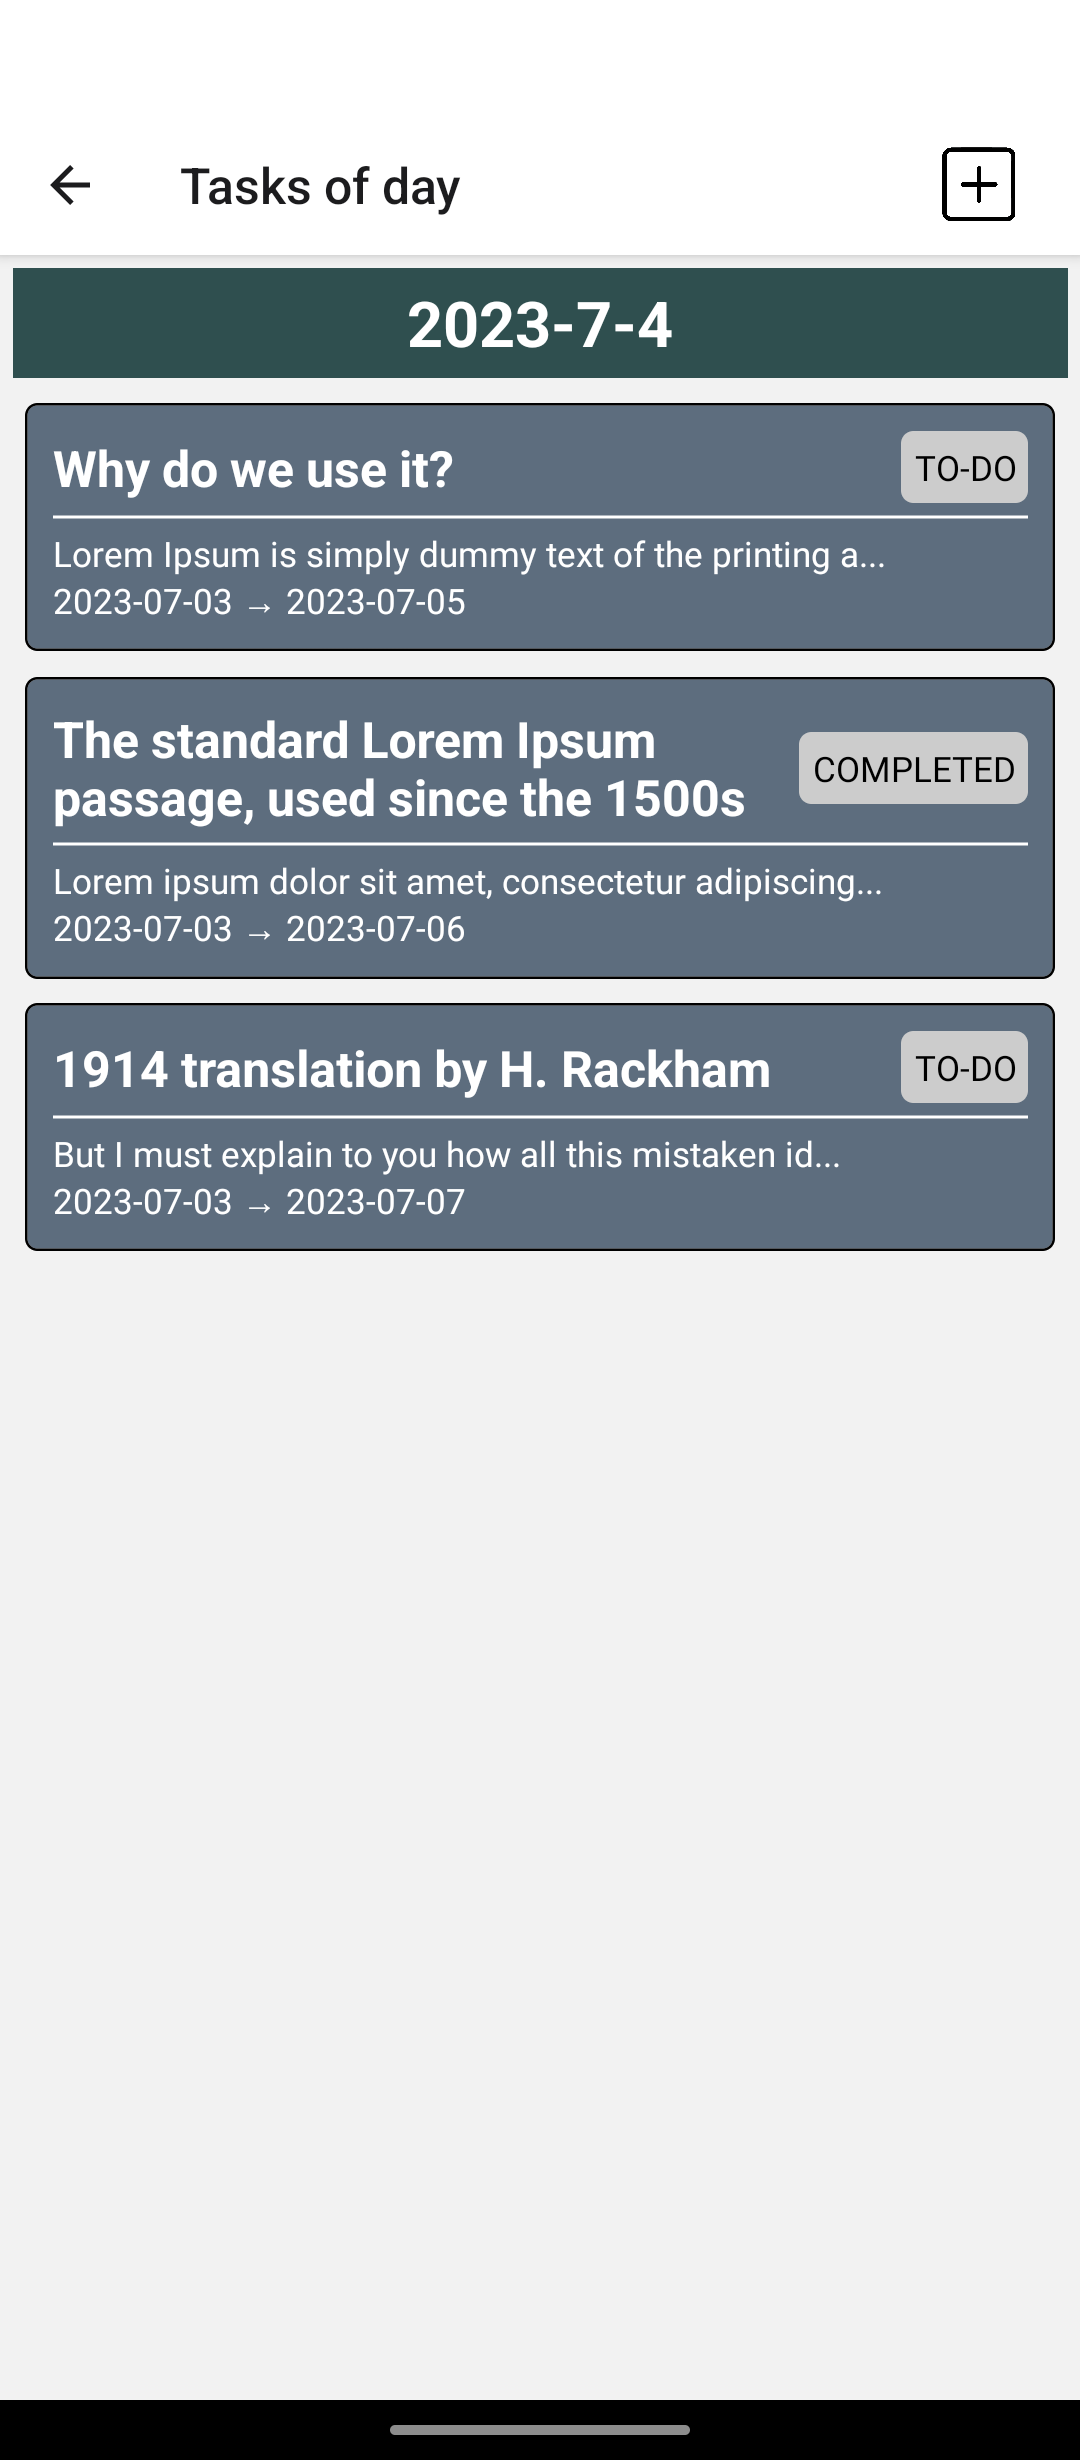 Tasks of day
2023-7-4
Why do we use it?
TO-DO
Lorem Ipsum is simply dummy text of the printing a...
2023-07-03 → 2023-07-05
The standard Lorem Ipsum
passage, used since the 1500s
COMPLETED
Lorem ipsum dolor sit amet, consectetur adipiscing...
2023-07-03 → 2023-07-06
1914 translation by H. Rackham
TO-DO
But I must explain to you how all this mistaken id...
2023-07-03 → 2023-07-07